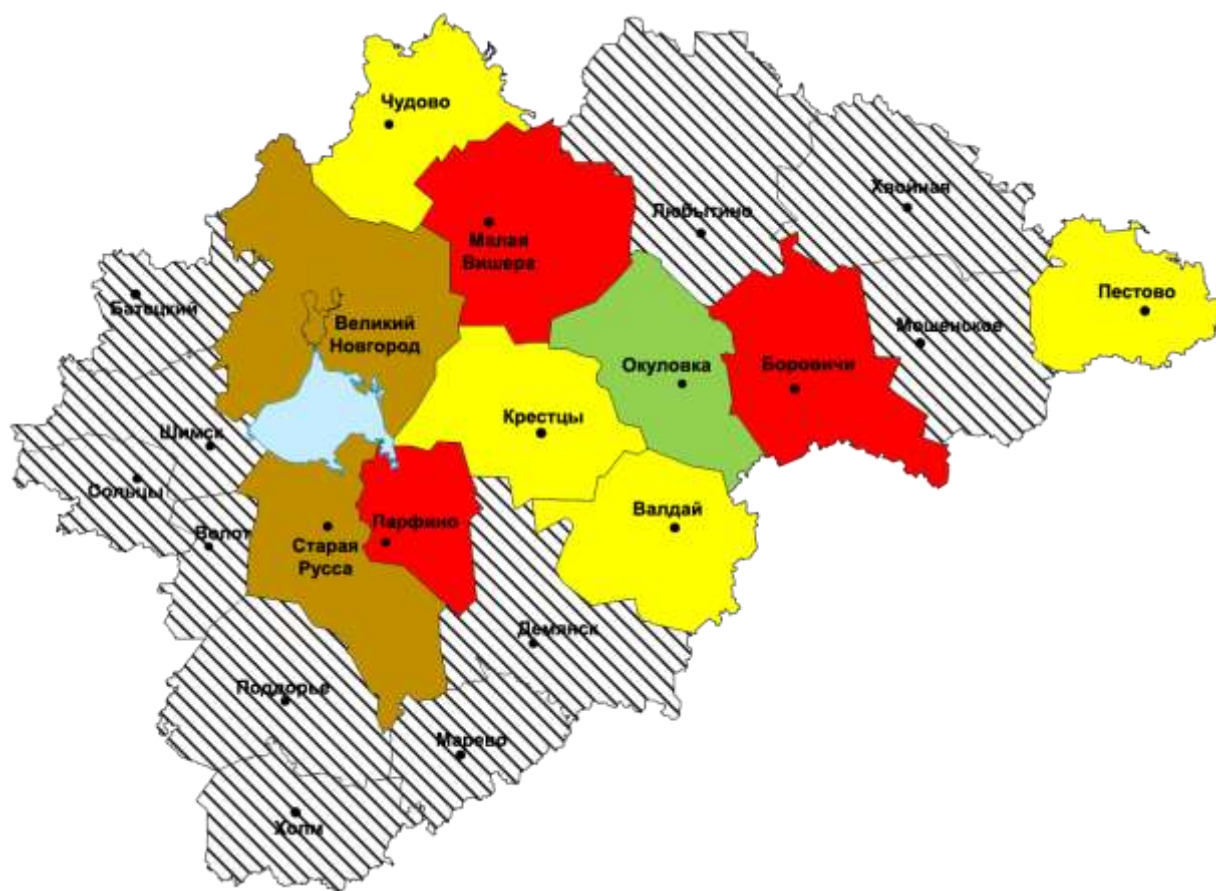 Чудово
Хвойная
Любытино
Малая
Вишера
Пестово
Батецкий
Великий
Новгород
Мошенское
Окуловка
Боровичи
Крестцы
Шимск
Сольцы
Валдай
Парфино
Волот
Старая
Русса
Демянск
Поддорье
Марево
Холм